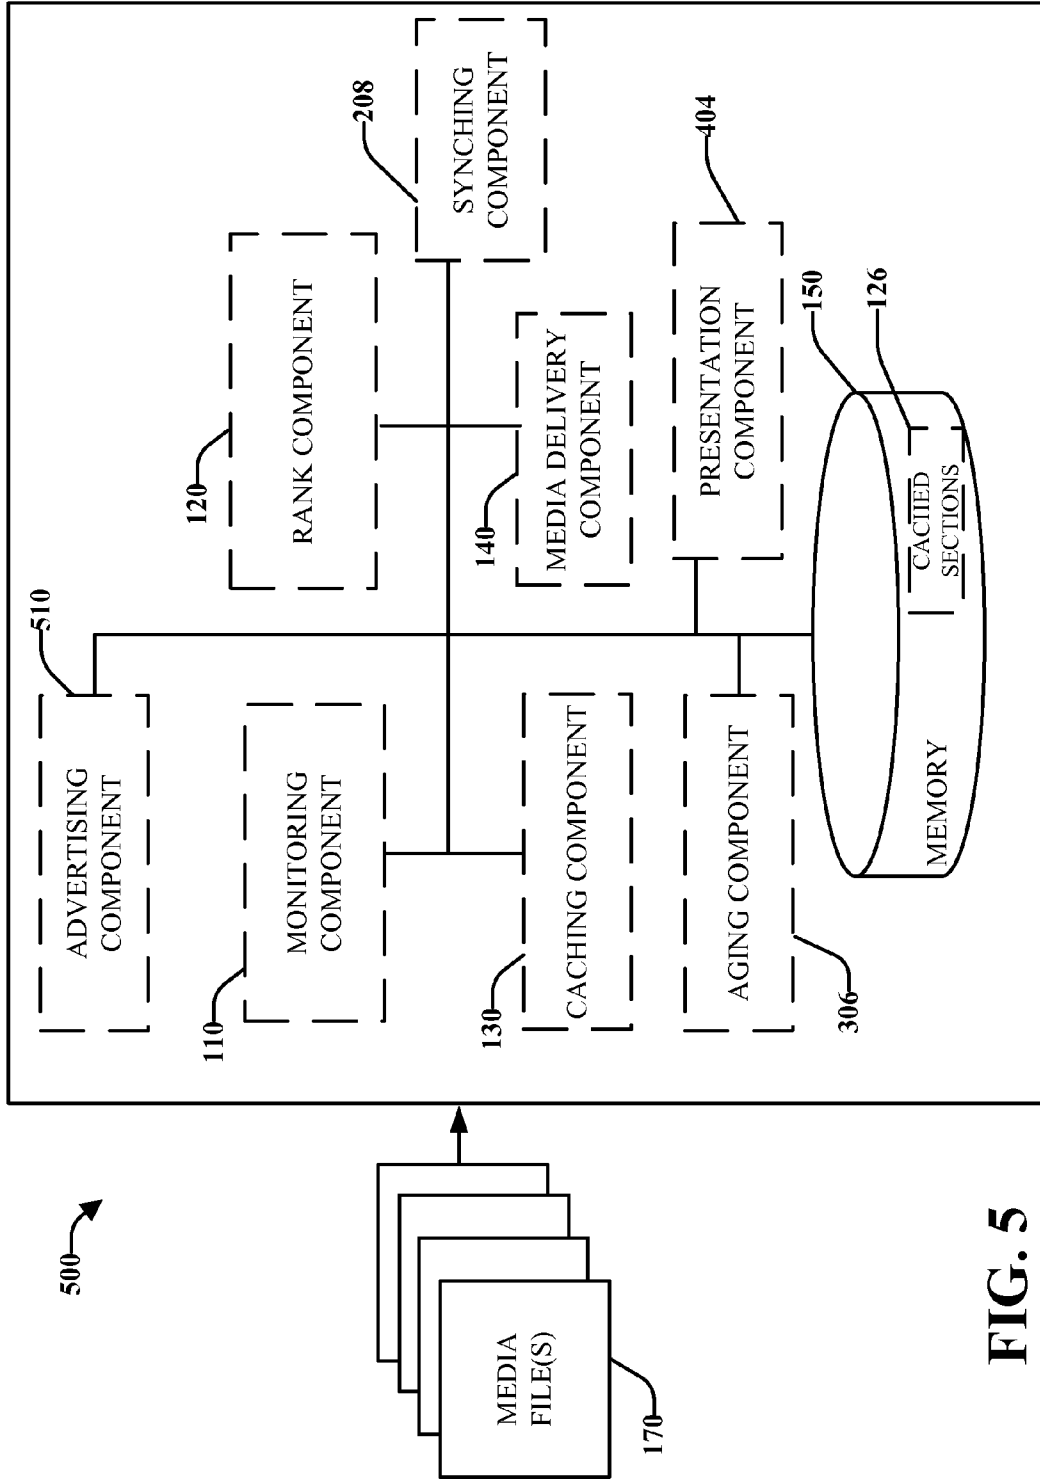 500
510
ADVERTISING
COMPONENT
120
RANK COMPONENT
110
MONITORING
COMPONENT
208
SYNCHING
COMPONENT
130
CACHING COMPONENT
140
MEDIA DELIVERY
COMPONENT
MEDIA
FILE(S)
170
404
PRESENTATION
COMPONENT
AGING COMPONENT
306
150
126
CACHED
SECTIONS
MEMORY
FIG. 5